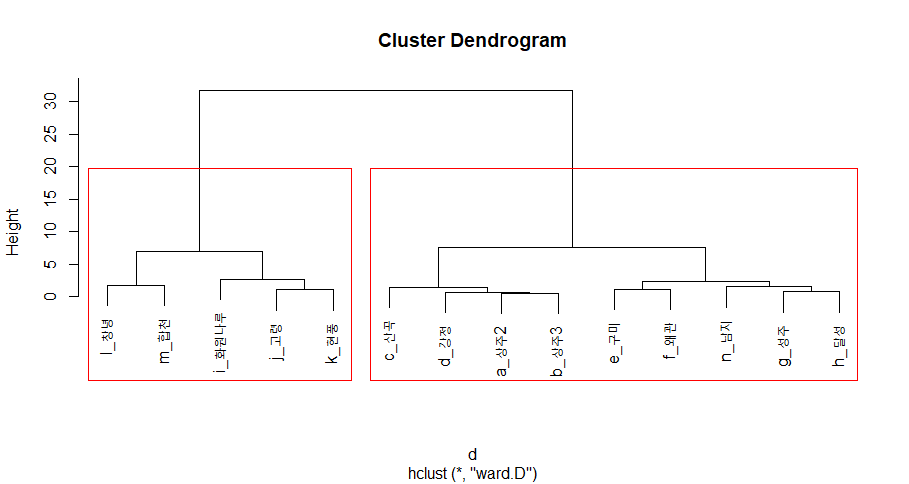 Cluster Dendrogram
Height
30
25
20
15
10
5
0
l_창녕
m_합천
i_화원나루
j_고령
k_현풍
c_산곡
d_강정
a_상주2
b_상주3
e_구미
f_왜관
n_남지
g_성주
h_달성
d
hclust (*, "ward.D")